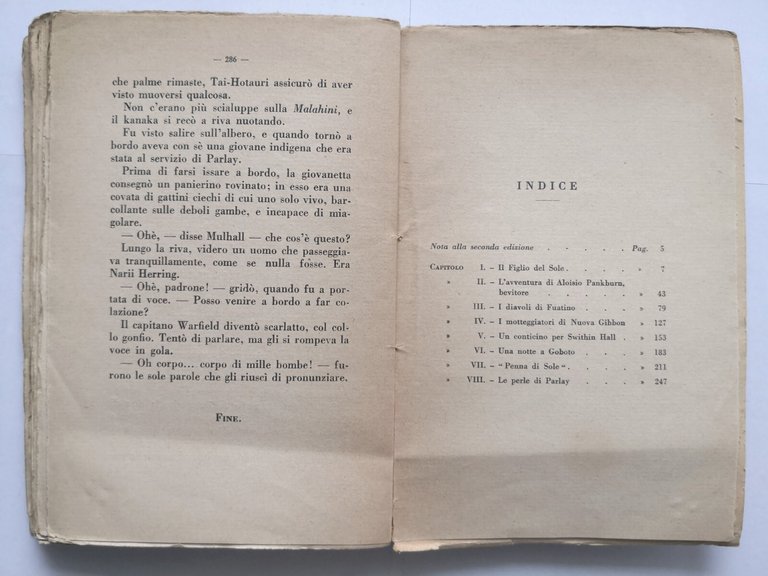 — 286 —
che palme rimaste, Tai-Hotauri assicurò di aver
visto muoversi qualcosa.
Non c'erano più scialuppe sulla Malahini, e
il kanaka si recò a riva nuotando.
Fu visto salire sull'albero, e quando tornò a
bordo aveva con sè una giovane indigena che era
stata al servizio di Parlay.
Prima di farsi issare a bordo, la giovanetta
consegnò un panierino rovinato; in esso era una
covata di gattini ciechi di cui uno solo vivo, bar-
collante sulle deboli gambe, e incapace di mia-
golare.
— Ohè, — disse Mulhall — che cos'è questo?
Lungo la riva, videro un uomo che passeggia-
va tranquillamente, come se nulla fosse. Era
Narii Herring.
— Ohè, padrone! — gridò, quando fu a por-
tata di voce. — Posso venire a bordo a far co-
lazione?
Il capitano Warfield diventò scarlatto, col col-
lo gonfio. Tentò di parlare, ma gli si rompeva la
voce in gola.
— Oh corpo... corpo di mille bombe! — fu-
rono le sole parole che gli riuscì di pronunziare.
FINE.
INDICE
Nota alla seconda edizione . . . . . Pag. 5
CAPITOLO I. - Il Figlio del Sole . . . . . » 7
» II. - L'avventura di Aloisio Pankburn,
bevitore . . . . . . » 43
» III. - I diavoli di Fuatino . . . . » 79
» IV. - I motteggiatori di Nuova Gibbon » 127
» V. - Un conticino per Swithin Hall . » 153
» VI. - Una notte a Goboto . . . . » 183
» VII. - "Penna di Sole" . . . . . » 211
» VIII. - Le perle di Parlay . . . . » 247